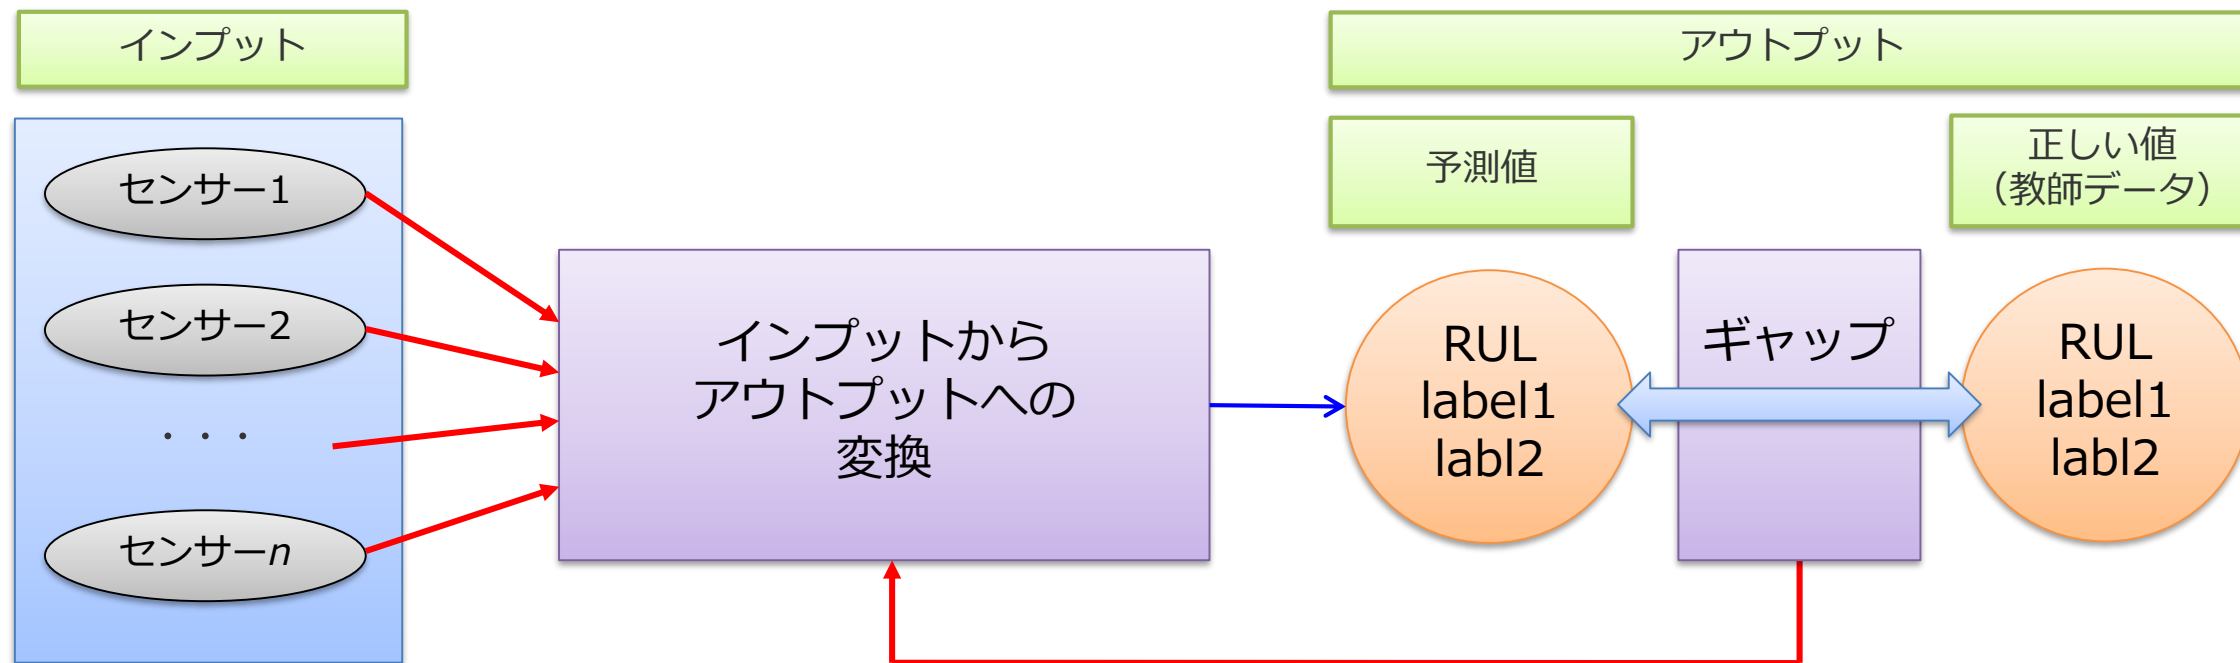 インプット
アウトプット
予測値
正しい値
（教師データ）
センサー1
センサー2
・・・
センサーn
インプットから
アウトプットへの
変換
RUL
label1
labl2
ギャップ
RUL
label1
labl2